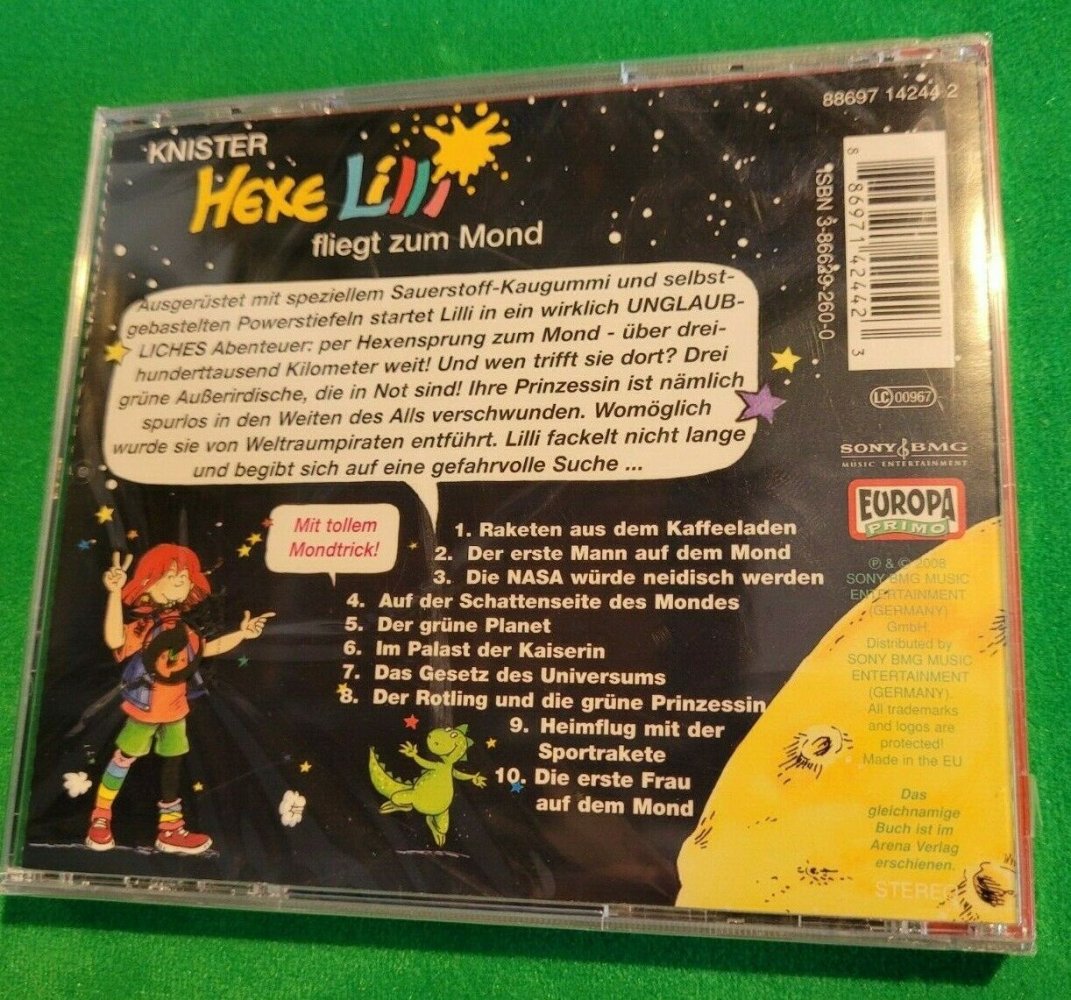 KNISTER
HEXE Lilli
fliegt zum Mond
88697 14244 2
ISBN 3-86629-260-0
8 86971 42442 3
LC 00967
SONY BMG
MUSIC ENTERTAINMENT
EUROPA
PRIMO
Ausgerüstet mit speziellem Sauerstoff-Kaugummi und selbst-
gebastelten Powerstiefeln startet Lilli in ein wirklich UNGLAUB-
LICHES Abenteuer: per Hexensprung zum Mond - über drei-
hunderttausend Kilometer weit! Und wen trifft sie dort? Drei
grüne Außerirdische, die in Not sind! Ihre Prinzessin ist nämlich
spurlos in den Weiten des Alls verschwunden. Womöglich
wurde sie von Weltraumpiraten entführt. Lilli fackelt nicht lange
und begibt sich auf eine gefahrvolle Suche ...
Mit tollem
Mondtrick!
1. Raketen aus dem Kaffeeladen
2. Der erste Mann auf dem Mond
3. Die NASA würde neidisch werden
4. Auf der Schattenseite des Mondes
5. Der grüne Planet
6. Im Palast der Kaiserin
7. Das Gesetz des Universums
8. Der Rotling und die grüne Prinzessin
9. Heimflug mit der
Sportrakete
10. Die erste Frau
auf dem Mond
℗ & © 2008
SONY BMG MUSIC
ENTERTAINMENT
(GERMANY)
GmbH.
Distributed by
SONY BMG MUSIC
ENTERTAINMENT
(GERMANY).
All trademarks
and logos are
protected!
Made in the EU
Das
gleichnamige
Buch ist im
Arena Verlag
erschienen.
STEREO